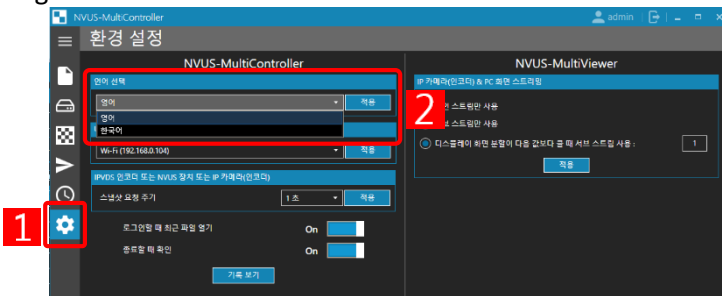 NVUS-MultiController
admin
환경 설정
NVUS-MultiController
언어 선택
영어
적용
영어
한국어
Wi-Fi (192.168.0.104)
적용
IPVDS 인코더 또는 NVUS 장치 또는 IP 카메라(인코더)
스냅샷 요청 주기
1 초
적용
로그인할 때 최근 파일 열기
On
종료할 때 확인
On
기록 보기
NVUS-MultiViewer
IP 카메라(인코더) & PC 화면 스트리밍
스트림만 사용
스트림만 사용
디스플레이 화면 분할이 다음 값보다 클 때 서브 스트림 사용 :
1
적용
1
2